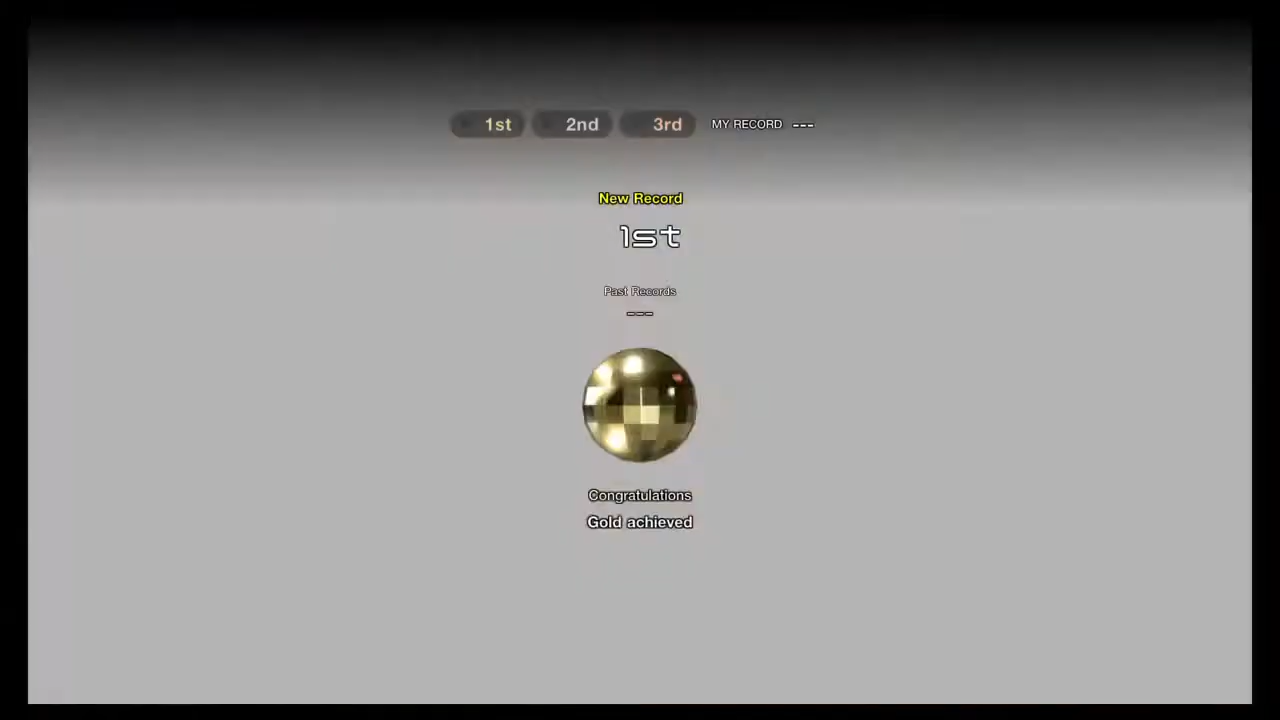 1st 2nd 3rd MY RECORD ---
New Record
1st
Past Records
---
Congratulations
Gold achieved